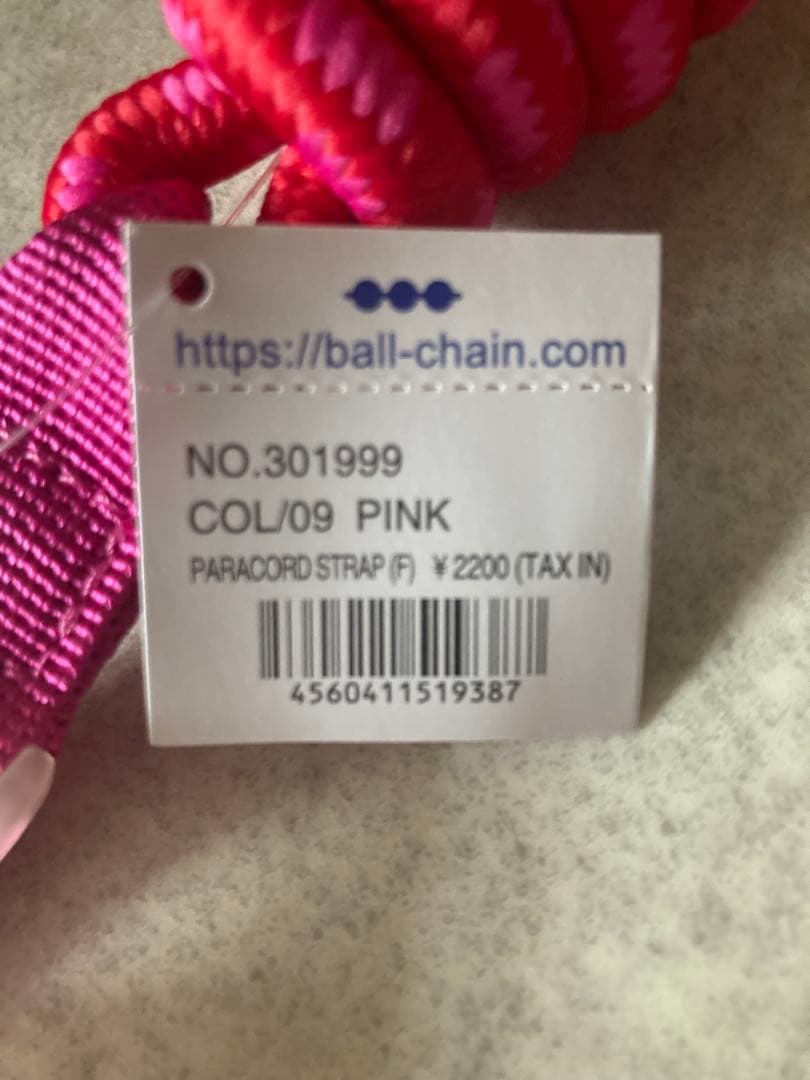 https://ball-chain.com
NO.301999
COL/09 PINK
PARACORD STRAP (F) ¥2200 (TAX IN)
4560411519387